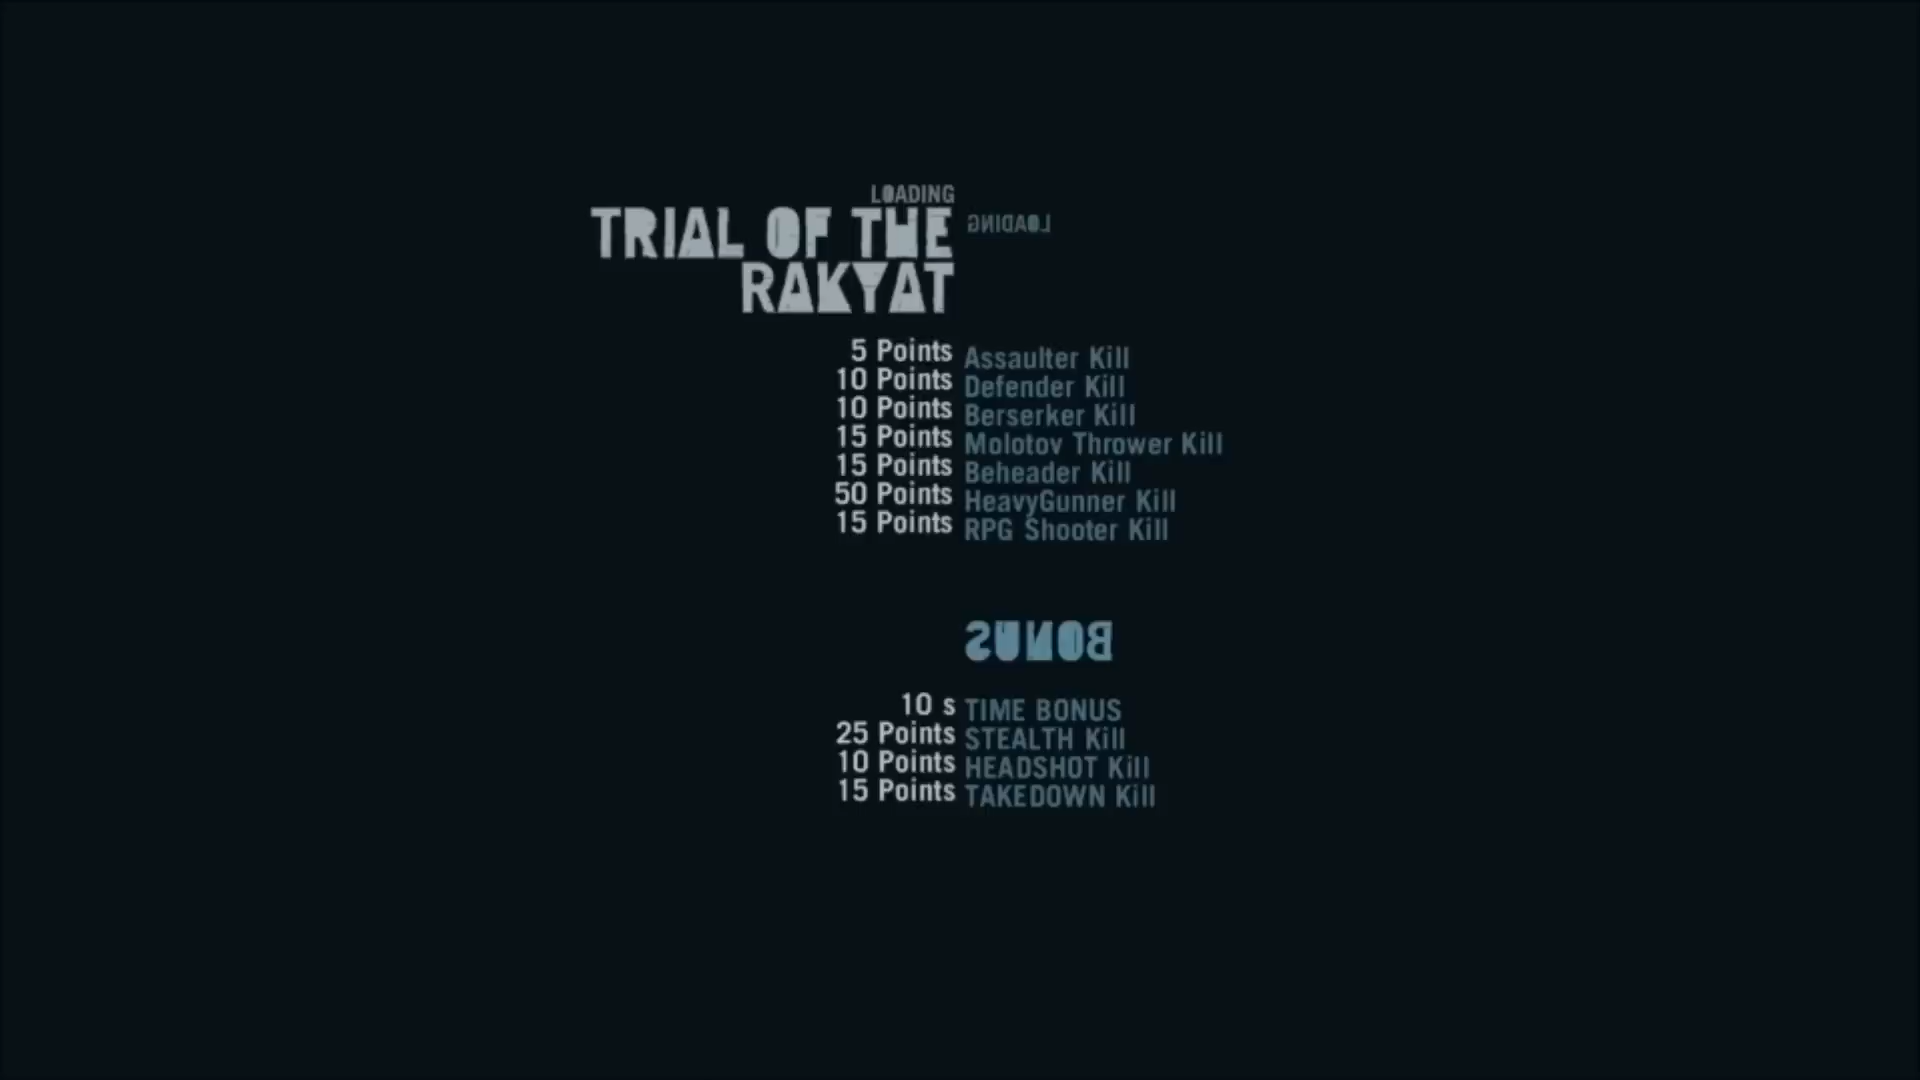 LOADING
TRIAL OF THE
RAKYAT
LOADING
5 Points Assaulter Kill
10 Points Defender Kill
10 Points Berserker Kill
15 Points Molotov Thrower Kill
15 Points Beheader Kill
50 Points HeavyGunner Kill
15 Points RPG Shooter Kill
BONUS
10 s TIME BONUS
25 Points STEALTH Kill
10 Points HEADSHOT Kill
15 Points TAKEDOWN Kill